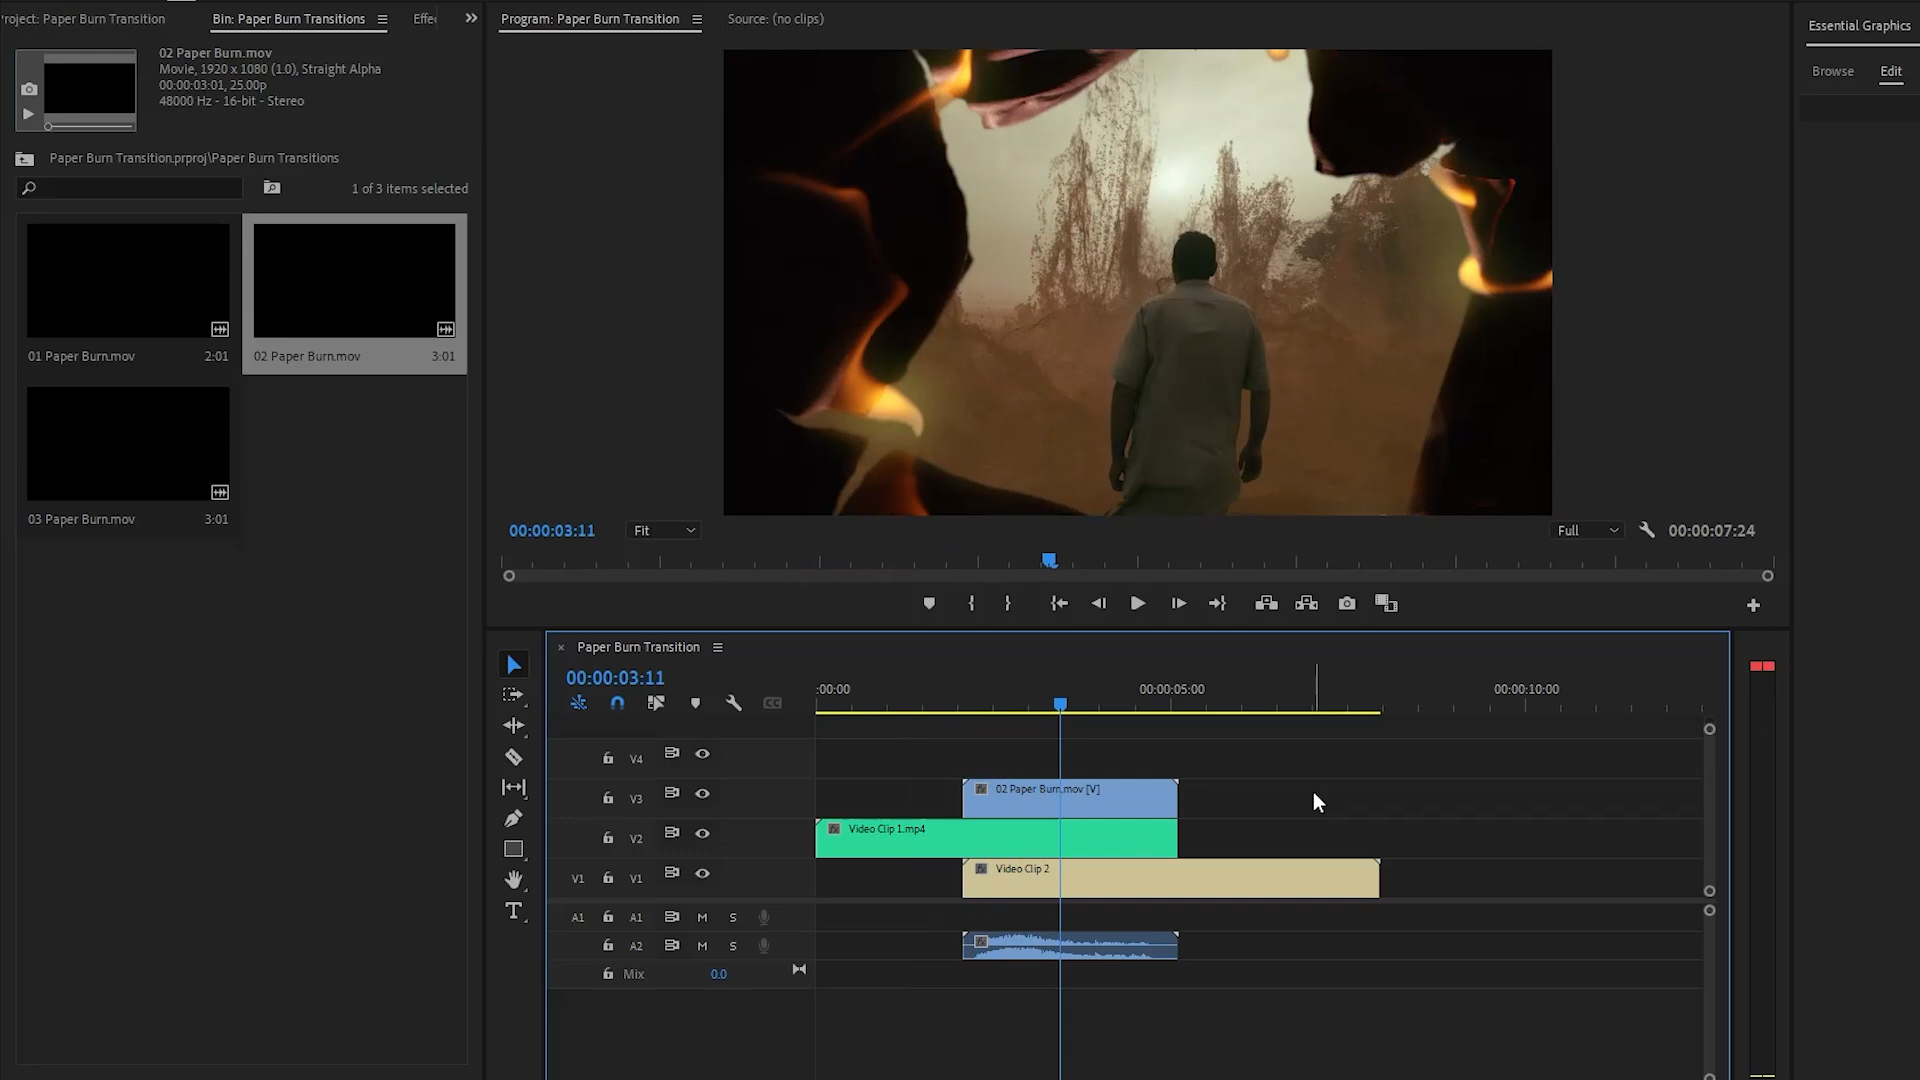 roject: Paper Burn Transition
Bin: Paper Burn Transitions
Effec
Program: Paper Burn Transition
Source: (no clips)
Essential Graphics
02 Paper Burn.mov
Movie, 1920 x 1080 (1.0), Straight Alpha
00:00:03:01, 25.00p
48000 Hz - 16-bit - Stereo
Browse
Edit
Paper Burn Transition.prproj\Paper Burn Transitions
1 of 3 items selected
01 Paper Burn.mov
2:01
02 Paper Burn.mov
3:01
03 Paper Burn.mov
3:01
00:00:03:11
Fit
Full
00:00:07:24
Paper Burn Transition
00:00:03:11
:00:00
00:00:05:00
00:00:10:00
CC
V4
V3
02 Paper Burn.mov [V]
V2
Video Clip 1.mp4
V1
V1
Video Clip 2
A1
A1
M
S
A2
M
S
Mix
0.0